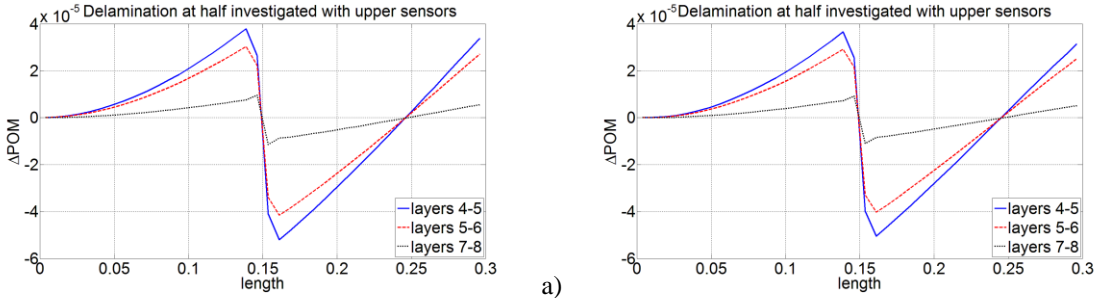 4 x 10⁻⁵ Delamination at half investigated with upper sensors
2
0
-2
-4
-6
ΔPOM
layers 4-5
layers 5-6
layers 7-8
0 0.05 0.1 0.15 0.2 0.25 0.3
length
a)
4 x 10⁻⁵ Delamination at half investigated with upper sensors
2
0
-2
-4
-6
ΔPOM
layers 4-5
layers 5-6
layers 7-8
0 0.05 0.1 0.15 0.2 0.25 0.3
length